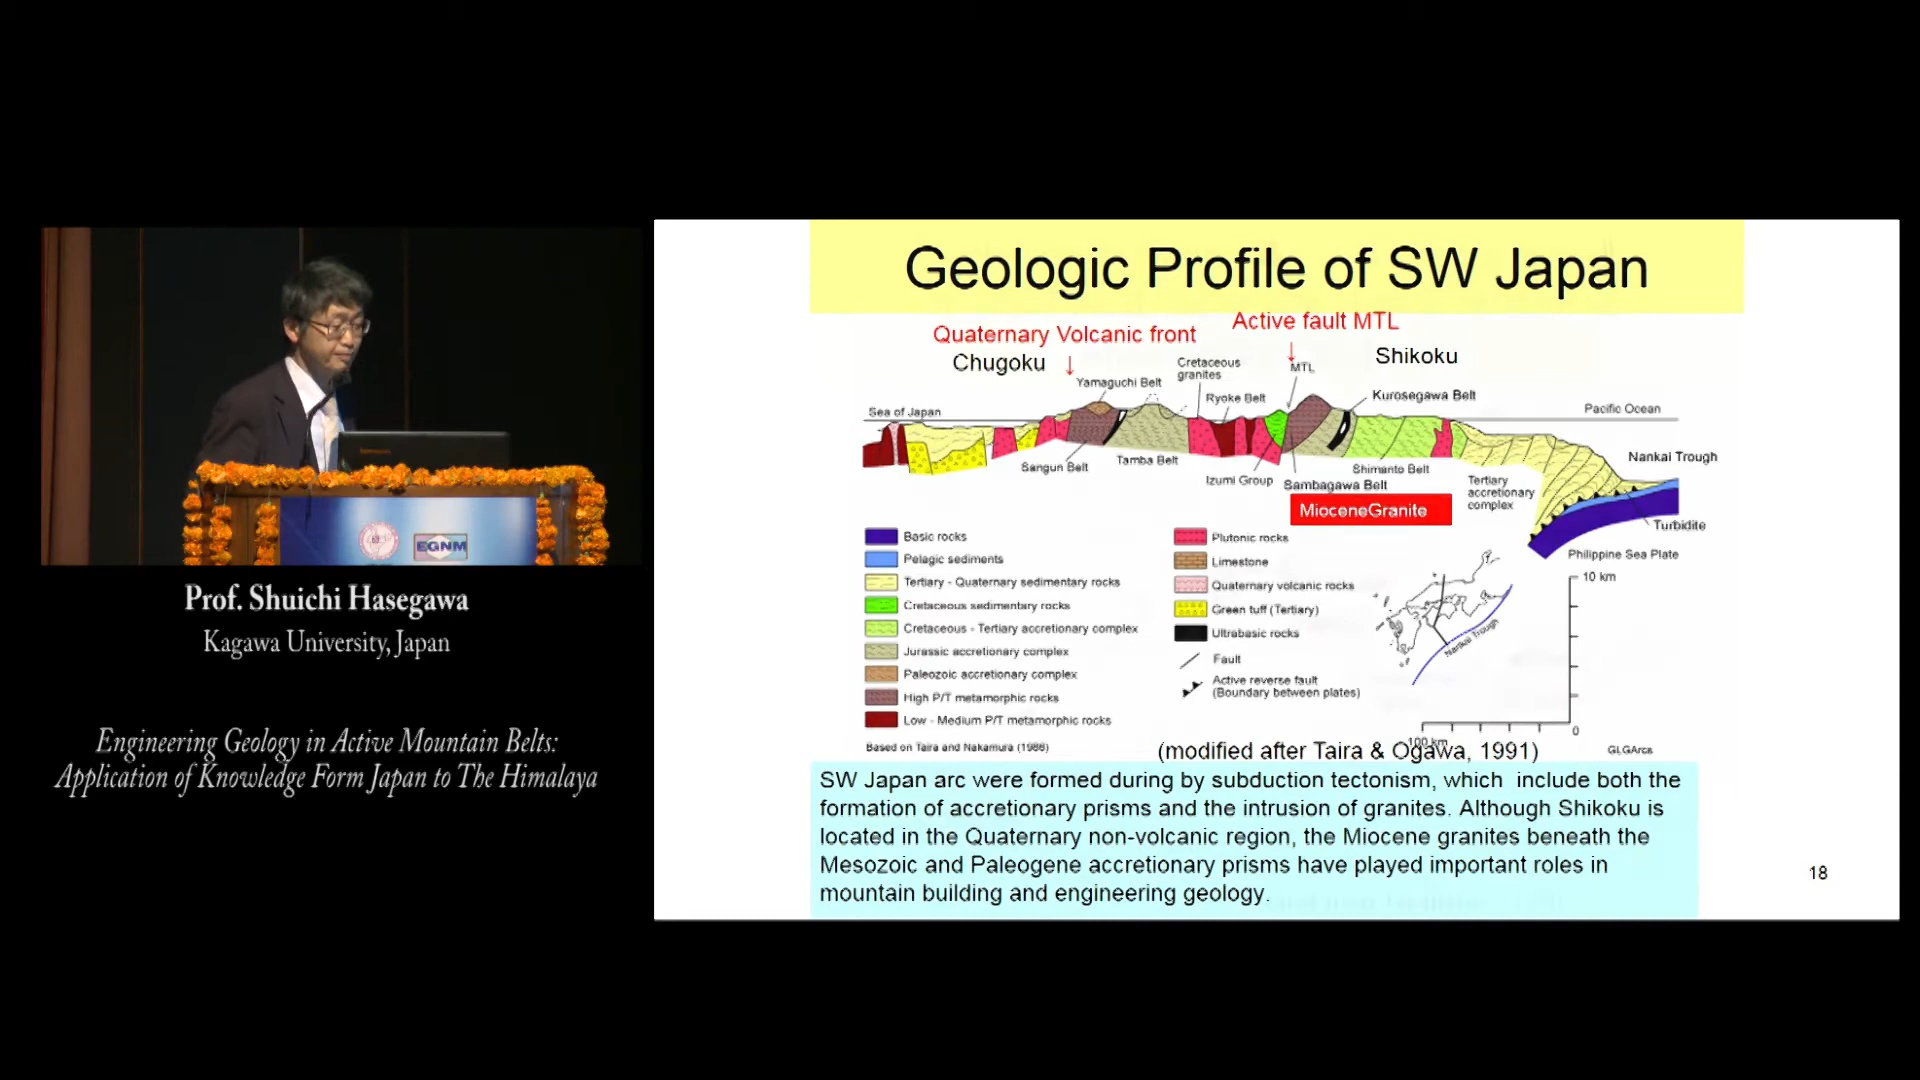 EGNM
Prof. Shuichi Hasegawa
Kagawa University, Japan
Engineering Geology in Active Mountain Belts:
Application of Knowledge Form Japan to The Himalaya
Geologic Profile of SW Japan
Quaternary Volcanic front
Active fault MTL
Chugoku
Shikoku
Cretaceous
granites
MTL
Yamaguchi Belt
Ryoke Belt
Kurosegawa Belt
Sea of Japan
Pacific Ocean
Sangun Belt
Tamba Belt
Izumi Group
Sambagawa Belt
Shimanto Belt
Nankai Trough
Tertiary
accretionary
complex
MioceneGranite
Turbidite
Philippine Sea Plate
Basic rocks
Pelagic sediments
Tertiary - Quaternary sedimentary rocks
Cretaceous sedimentary rocks
Cretaceous - Tertiary accretionary complex
Jurassic accretionary complex
Paleozoic accretionary complex
High P/T metamorphic rocks
Low - Medium P/T metamorphic rocks
Plutonic rocks
Limestone
Quaternary volcanic rocks
Green tuff (Tertiary)
Ultrabasic rocks
Fault
Active reverse fault
(Boundary between plates)
Nankai Trough
10 km
0
100 km
Based on Taira and Nakamura (1986)
(modified after Taira & Ogawa, 1991)
GLGArcs
SW Japan arc were formed during by subduction tectonism, which include both the
formation of accretionary prisms and the intrusion of granites. Although Shikoku is
located in the Quaternary non-volcanic region, the Miocene granites beneath the
Mesozoic and Paleogene accretionary prisms have played important roles in
mountain building and engineering geology.
18